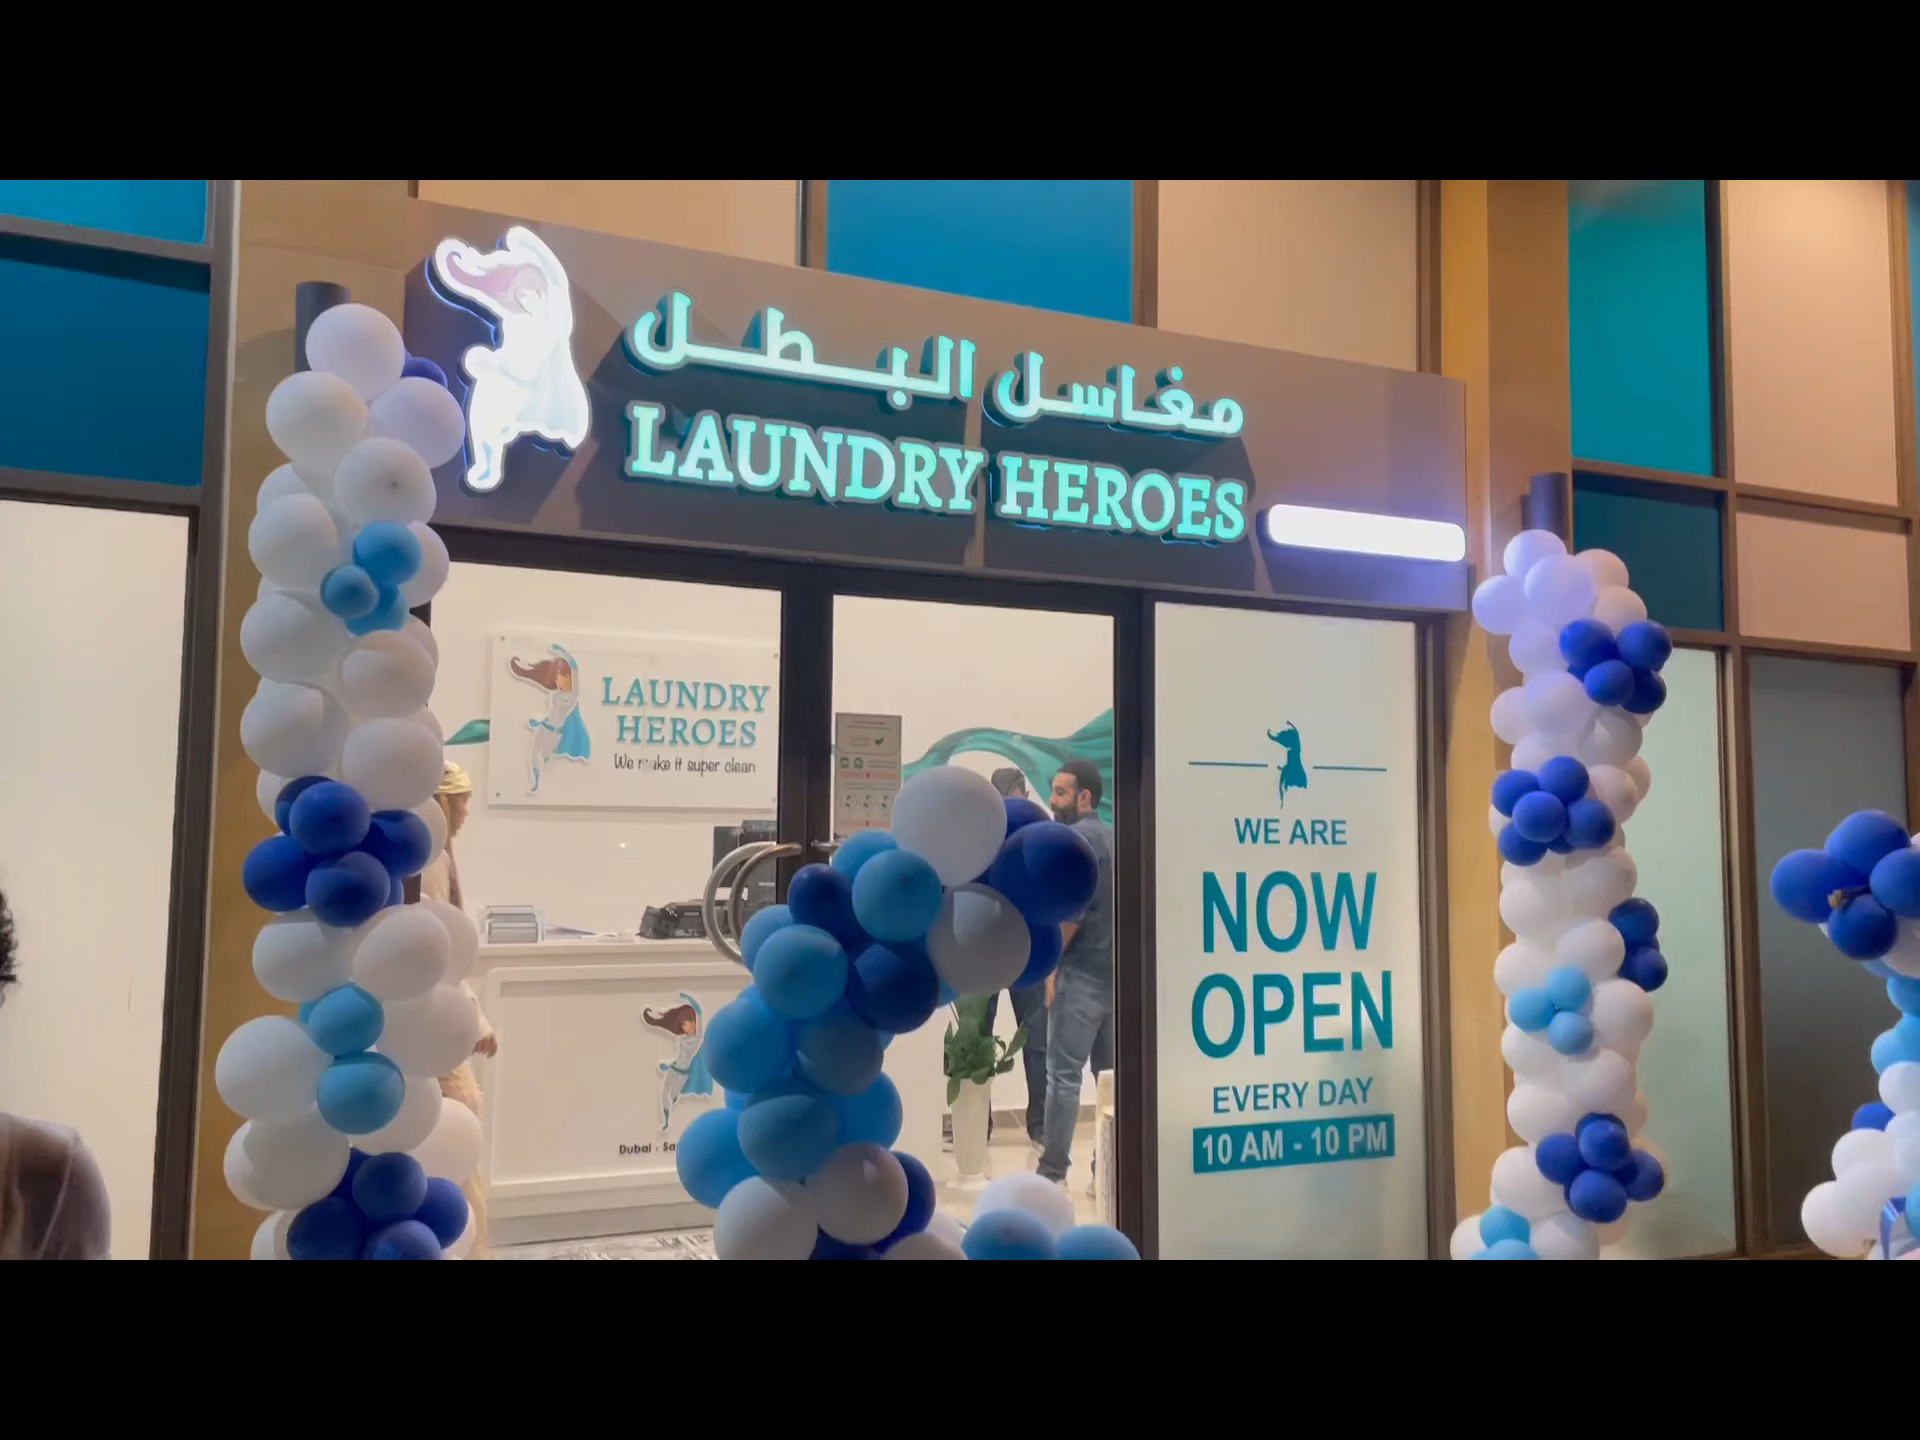 مغاسل البطل
LAUNDRY HEROES
LAUNDRY
HEROES
We make it super clean
Dubai -
WE ARE
NOW
OPEN
EVERY DAY
10 AM - 10 PM